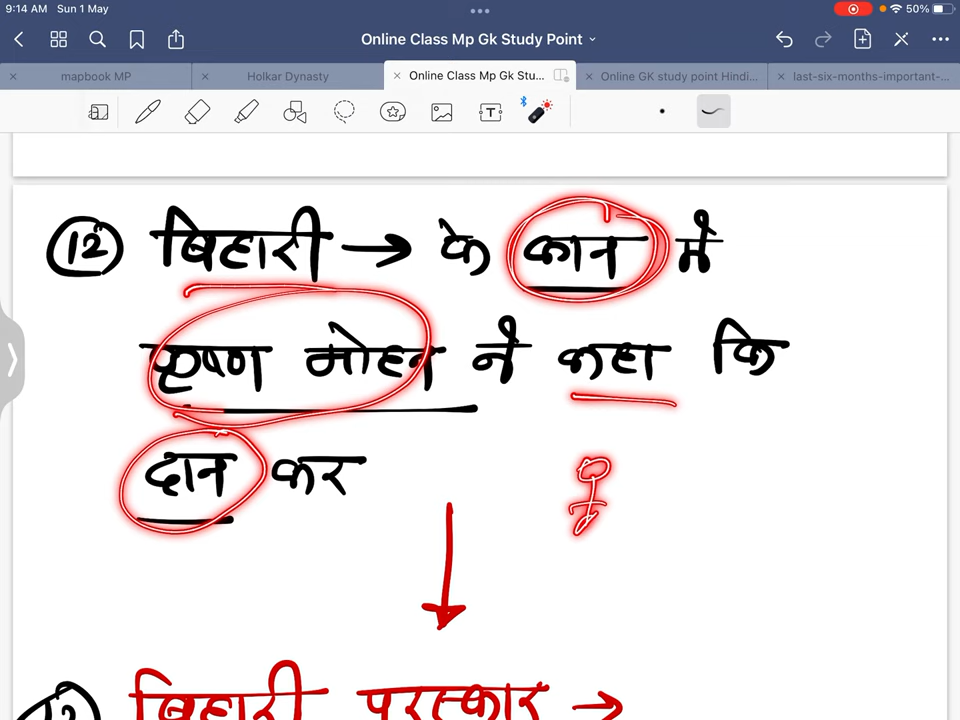 9:14 AM Sun 1 May
50%
Online Class Mp Gk Study Point
mapbook MP
Holkar Dynasty
Online Class Mp Gk Stu...
Online GK study point Hindi...
last-six-months-important-...
T
12 बिहारी → के कान में
कृष्ण मोहन ने कहा कि
दान कर
बिहारी पुरस्कार →